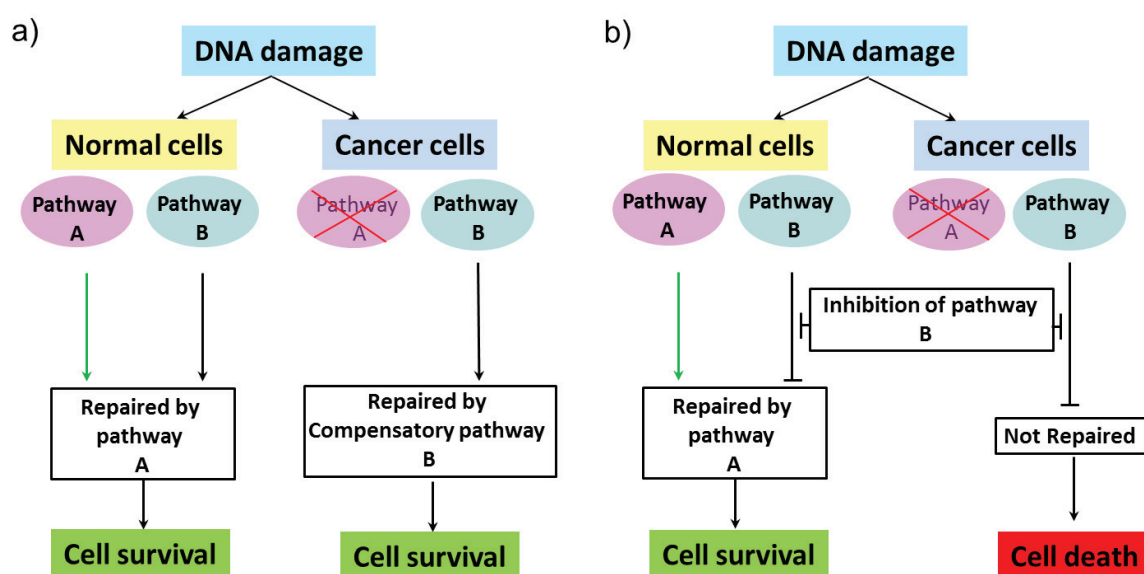 a)
DNA damage
Normal cells
Cancer cells
Pathway
A
Pathway
B
Pathway
A
Pathway
B
Repaired by
pathway
A
Repaired by
Compensatory pathway
B
Cell survival
Cell survival
b)
DNA damage
Normal cells
Cancer cells
Pathway
A
Pathway
B
Pathway
A
Pathway
B
Inhibition of pathway
B
Repaired by
pathway
A
Not Repaired
Cell survival
Cell death